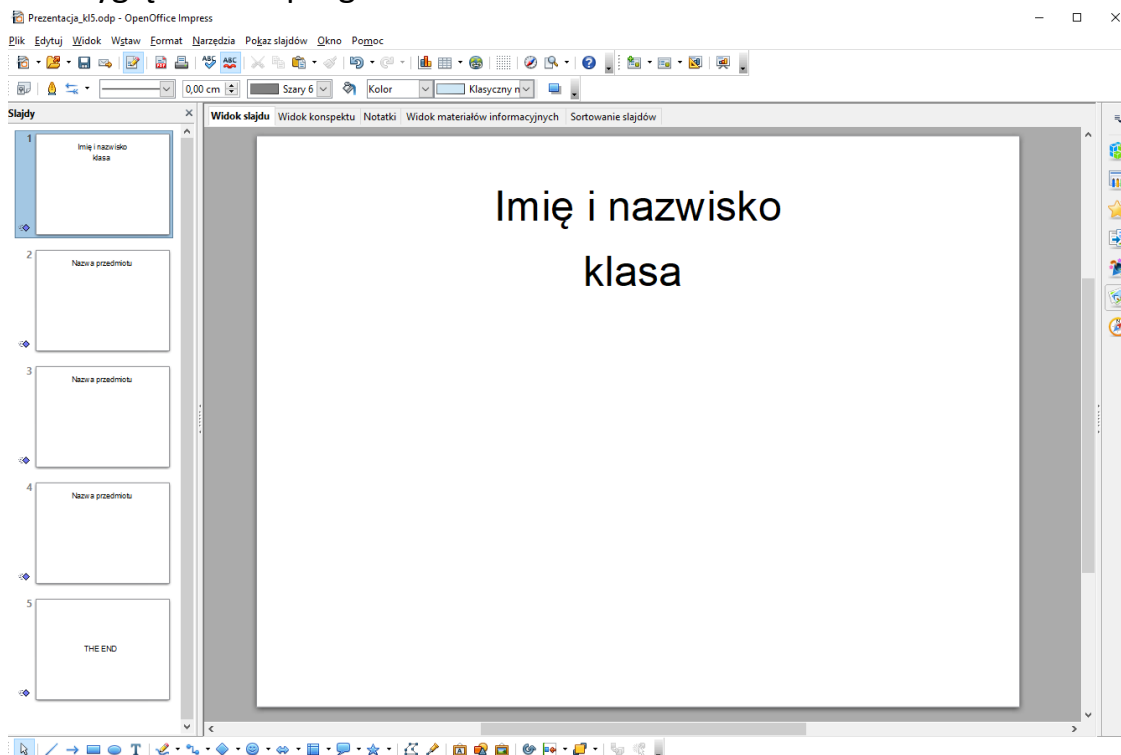 Prezentacja_kl5.odp - OpenOffice Impress
Plik Edytuj Widok Wstaw Format Narzędzia Pokaz slajdów Okno Pomoc
0,00 cm Szary 6 Kolor Klasyczny n
Slajdy
Widok slajdu Widok konspektu Notatki Widok materiałów informacyjnych Sortowanie slajdów
1
Imię i nazwisko
klasa
2
Nazwa przedmiotu
3
Nazwa przedmiotu
4
Nazwa przedmiotu
5
THE END
Imię i nazwisko
klasa